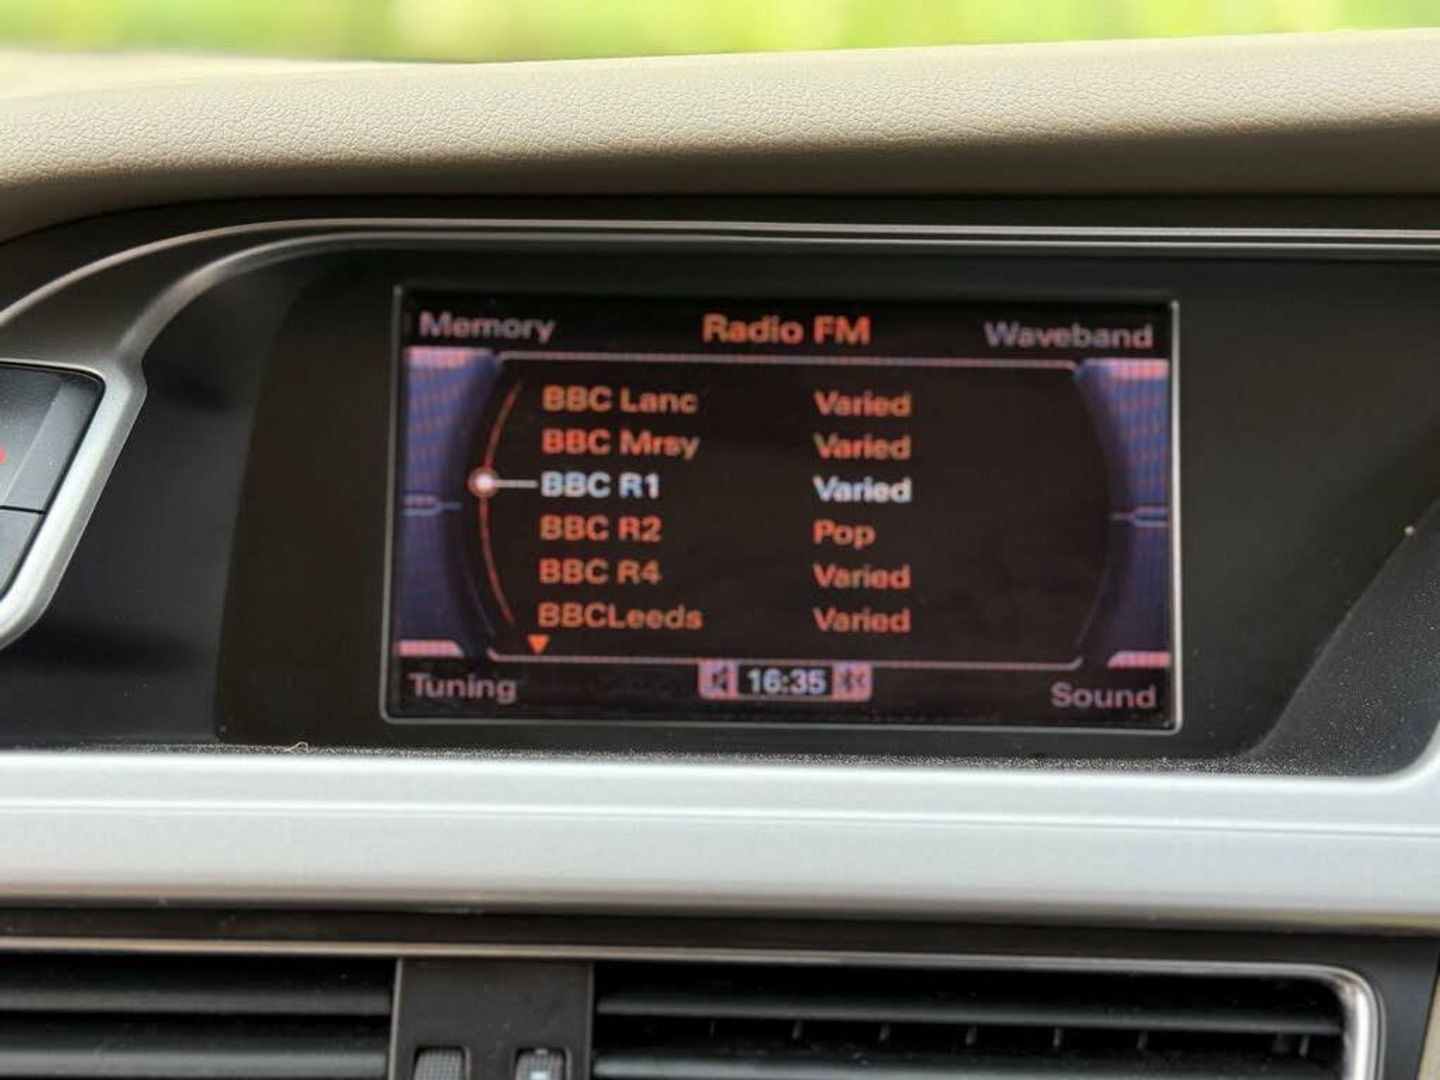 Memory Radio FM Waveband
BBC Lanc Varied
BBC Mrsy Varied
BBC R1 Varied
BBC R2 Pop
BBC R4 Varied
BBCLeeds Varied
Tuning 16:35 Sound